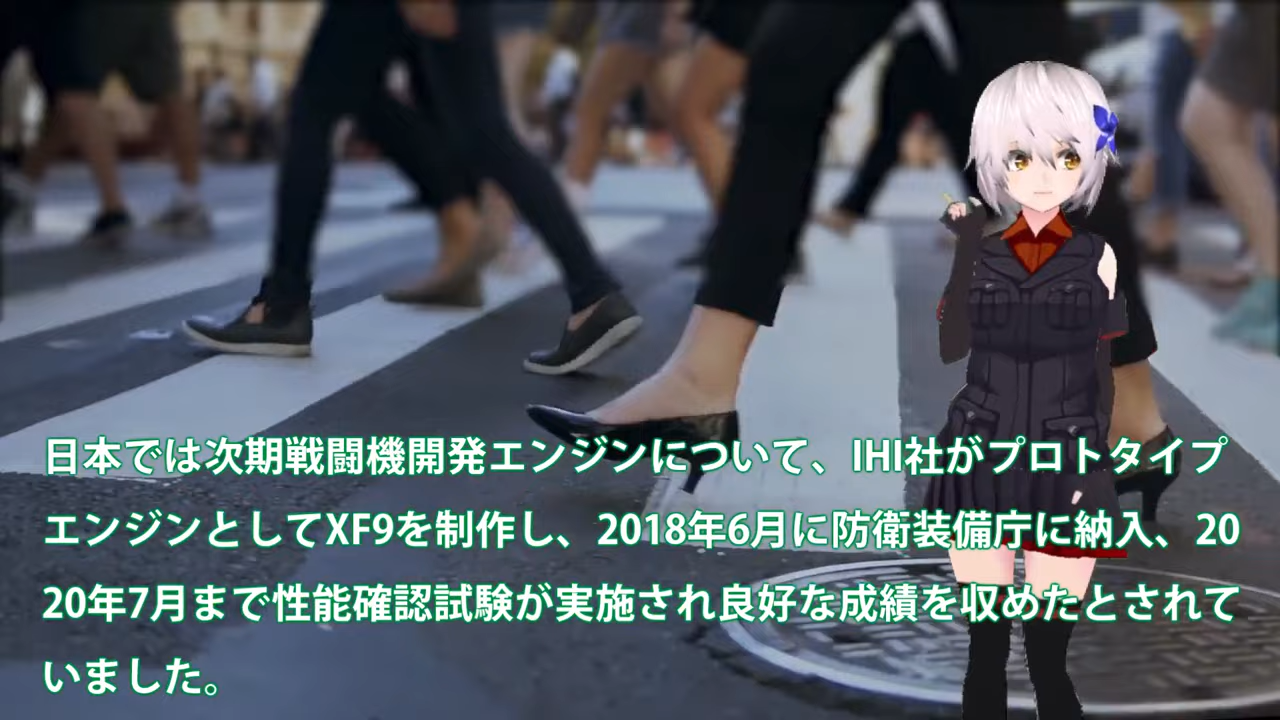 日本では次期戦闘機開発エンジンについて、IHI社がプロトタイプ
エンジンとしてXF9を制作し、2018年6月に防衛装備庁に納入、20
20年7月まで性能確認試験が実施され良好な成績を収めたとされて
いました。